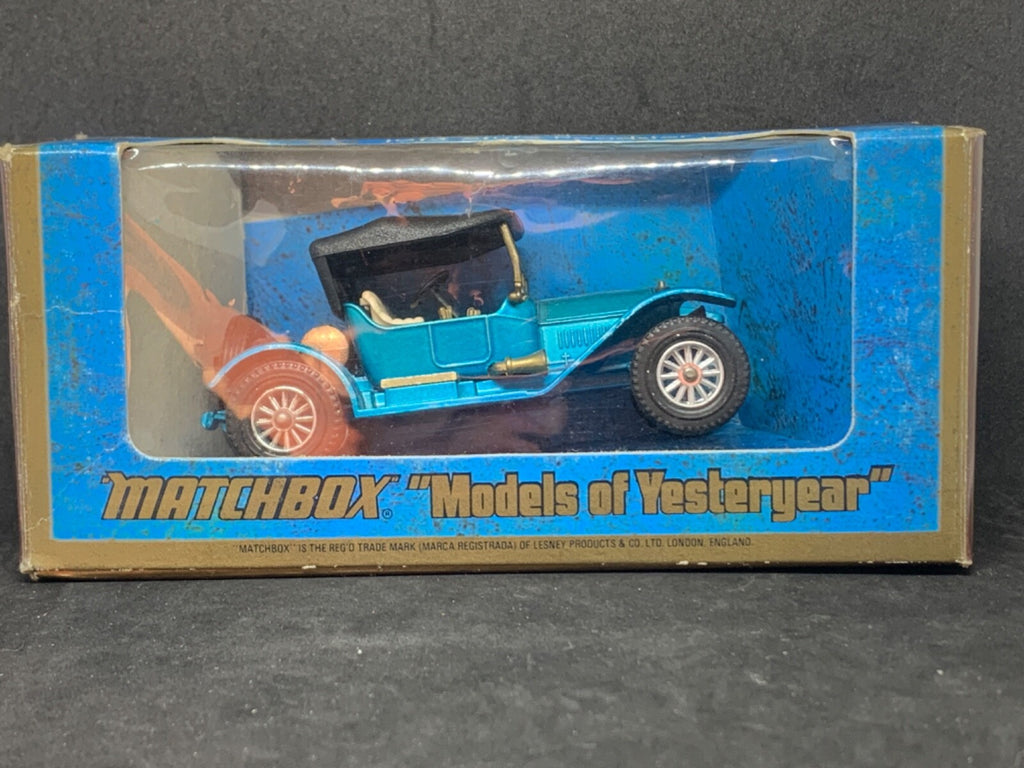 "MATCHBOX"® "Models of Yesteryear"
"MATCHBOX" IS THE REG'D TRADE MARK (MARCA REGISTRADA) OF LESNEY PRODUCTS & CO. LTD. LONDON, ENGLAND.